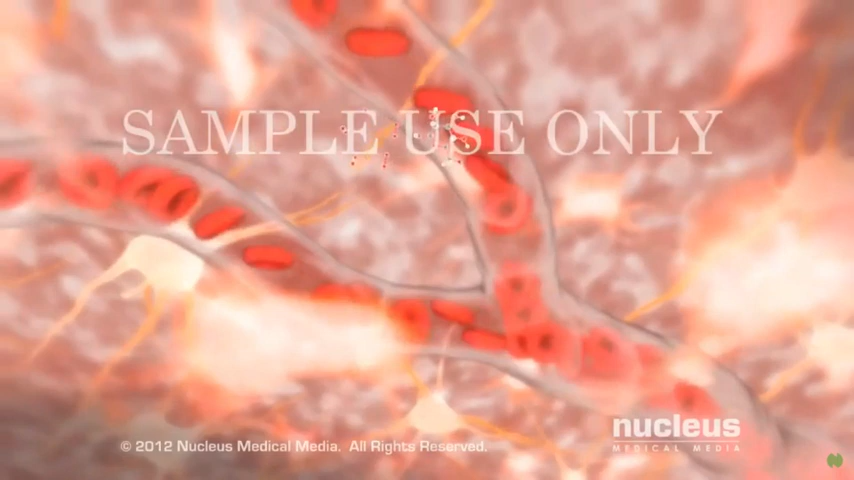 SAMPLE USE ONLY
nucleus
MEDICAL MEDIA
© 2012 Nucleus Medical Media. All Rights Reserved.